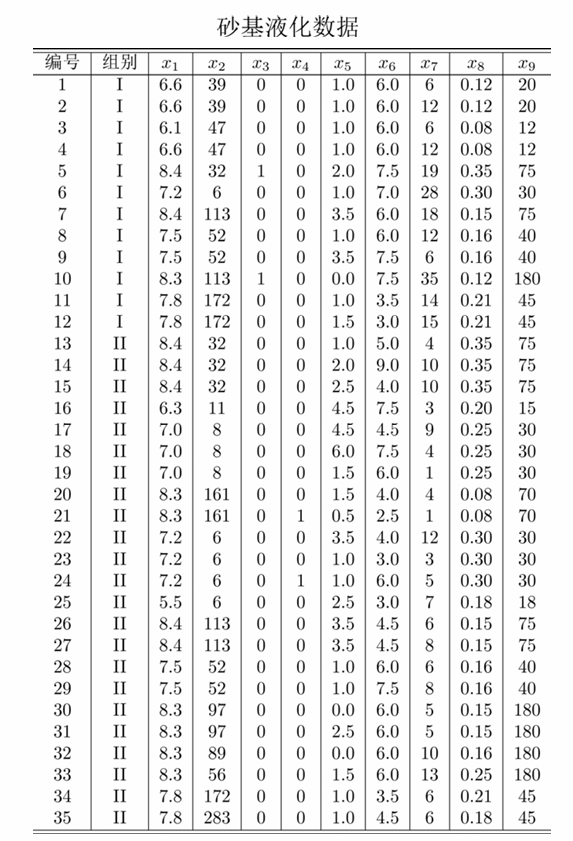 砂基液化数据
编号 组别 x1 x2 x3 x4 x5 x6 x7 x8 x9
1 I 6.6 39 0 0 1.0 6.0 6 0.12 20
2 I 6.6 39 0 0 1.0 6.0 12 0.12 20
3 I 6.1 47 0 0 1.0 6.0 6 0.08 12
4 I 6.6 47 0 0 1.0 6.0 12 0.08 12
5 I 8.4 32 1 0 2.0 7.5 19 0.35 75
6 I 7.2 6 0 0 1.0 7.0 28 0.30 30
7 I 8.4 113 0 0 3.5 6.0 18 0.15 75
8 I 7.5 52 0 0 1.0 6.0 12 0.16 40
9 I 7.5 52 0 0 3.5 7.5 6 0.16 40
10 I 8.3 113 1 0 0.0 7.5 35 0.12 180
11 I 7.8 172 0 0 1.0 3.5 14 0.21 45
12 I 7.8 172 0 0 1.5 3.0 15 0.21 45
13 II 8.4 32 0 0 1.0 5.0 4 0.35 75
14 II 8.4 32 0 0 2.0 9.0 10 0.35 75
15 II 8.4 32 0 0 2.5 4.0 10 0.35 75
16 II 6.3 11 0 0 4.5 7.5 3 0.20 15
17 II 7.0 8 0 0 4.5 4.5 9 0.25 30
18 II 7.0 8 0 0 6.0 7.5 4 0.25 30
19 II 7.0 8 0 0 1.5 6.0 1 0.25 30
20 II 8.3 161 0 0 1.5 4.0 4 0.08 70
21 II 8.3 161 0 1 0.5 2.5 1 0.08 70
22 II 7.2 6 0 0 3.5 4.0 12 0.30 30
23 II 7.2 6 0 0 1.0 3.0 3 0.30 30
24 II 7.2 6 0 1 1.0 6.0 5 0.30 30
25 II 5.5 6 0 0 2.5 3.0 7 0.18 18
26 II 8.4 113 0 0 3.5 4.5 6 0.15 75
27 II 8.4 113 0 0 3.5 4.5 8 0.15 75
28 II 7.5 52 0 0 1.0 6.0 6 0.16 40
29 II 7.5 52 0 0 1.0 7.5 8 0.16 40
30 II 8.3 97 0 0 0.0 6.0 5 0.15 180
31 II 8.3 97 0 0 2.5 6.0 5 0.15 180
32 II 8.3 89 0 0 0.0 6.0 10 0.16 180
33 II 8.3 56 0 0 1.5 6.0 13 0.25 180
34 II 7.8 172 0 0 1.0 3.5 6 0.21 45
35 II 7.8 283 0 0 1.0 4.5 6 0.18 45